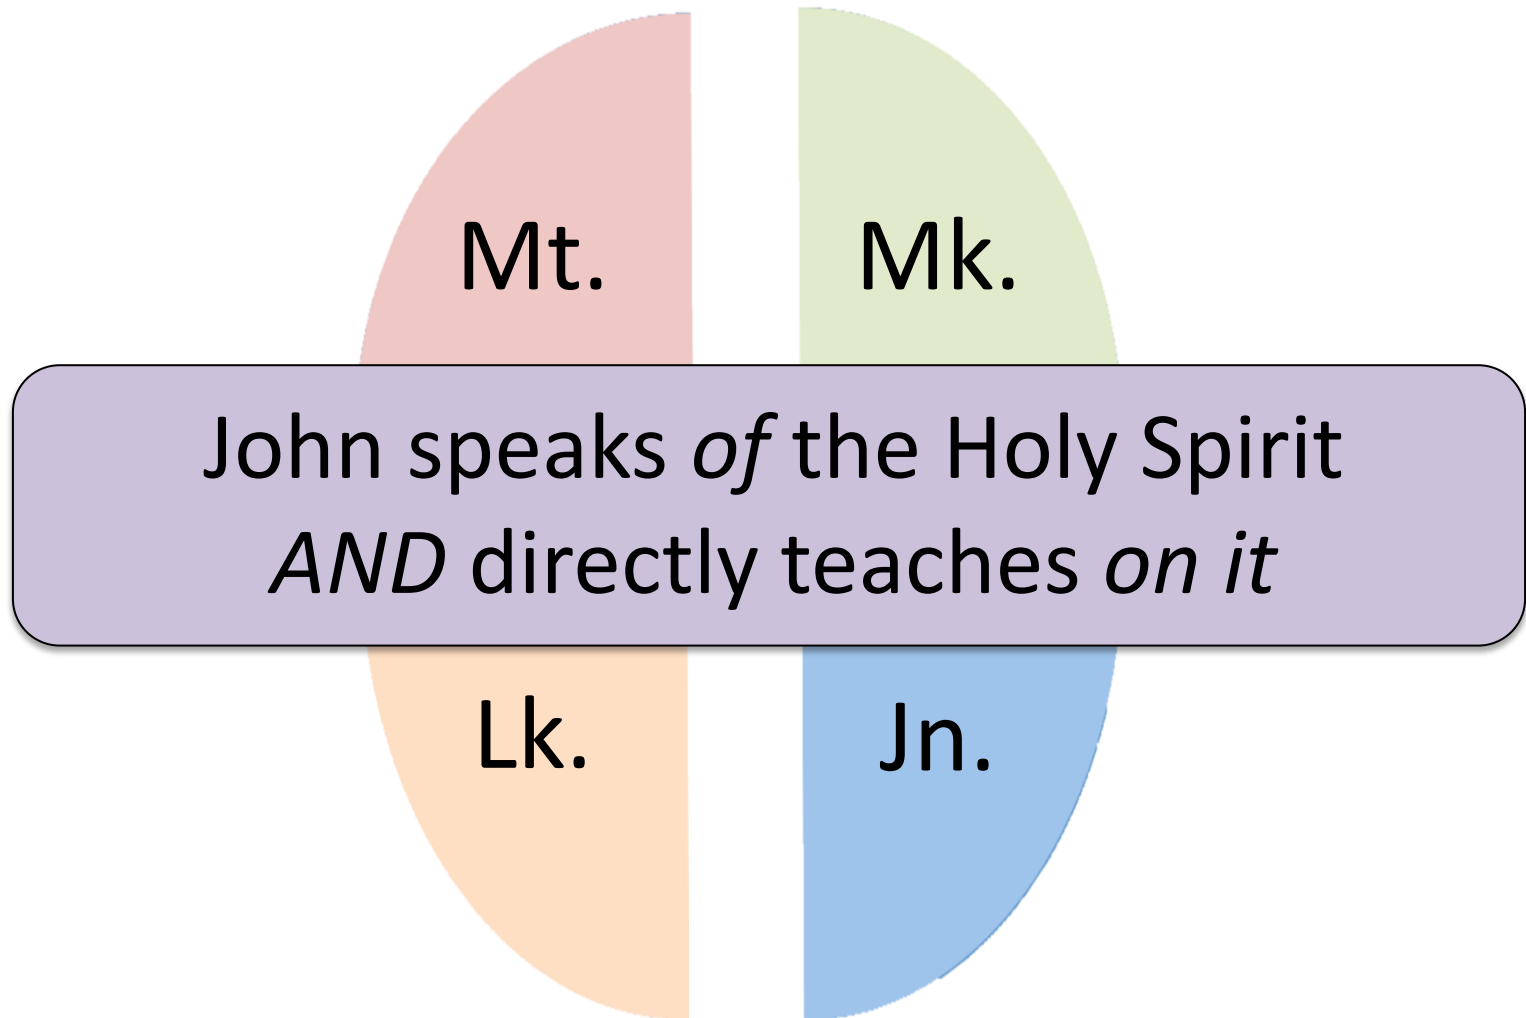 Mt.
Mk.
John speaks of the Holy Spirit
AND directly teaches on it
Lk.
Jn.